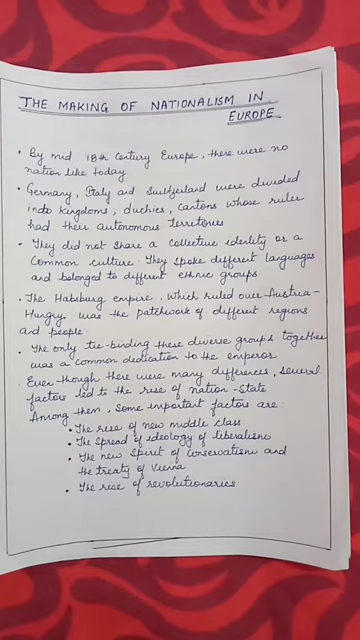 THE MAKING OF NATIONALISM IN
EUROPE
• By mid 18th Century Europe, there were no
nation like today
• Germany, Italy and Switzerland were divided
into kingdoms, duchies, cantons whose ruler
had their autonomous territores
• They did not share a collective identity or a
Common culture. They spoke different languages
and belonged to different ethnic groups.
• The Habsburg empire, which ruled over Austria-
Hungry. was the patchwork of different regions
and people.
• The only tie-binding these diverse groups together
was a common dedication to the emperor
Even though there were many differences, several
factors led to the rise of nation-State
Among them, some important factors are:
• The rise of new middle class
• The spread of ideology of liberalism
• The new Spirit of conservatism and
the treaty of Vienna
• The rise of revolutionaries